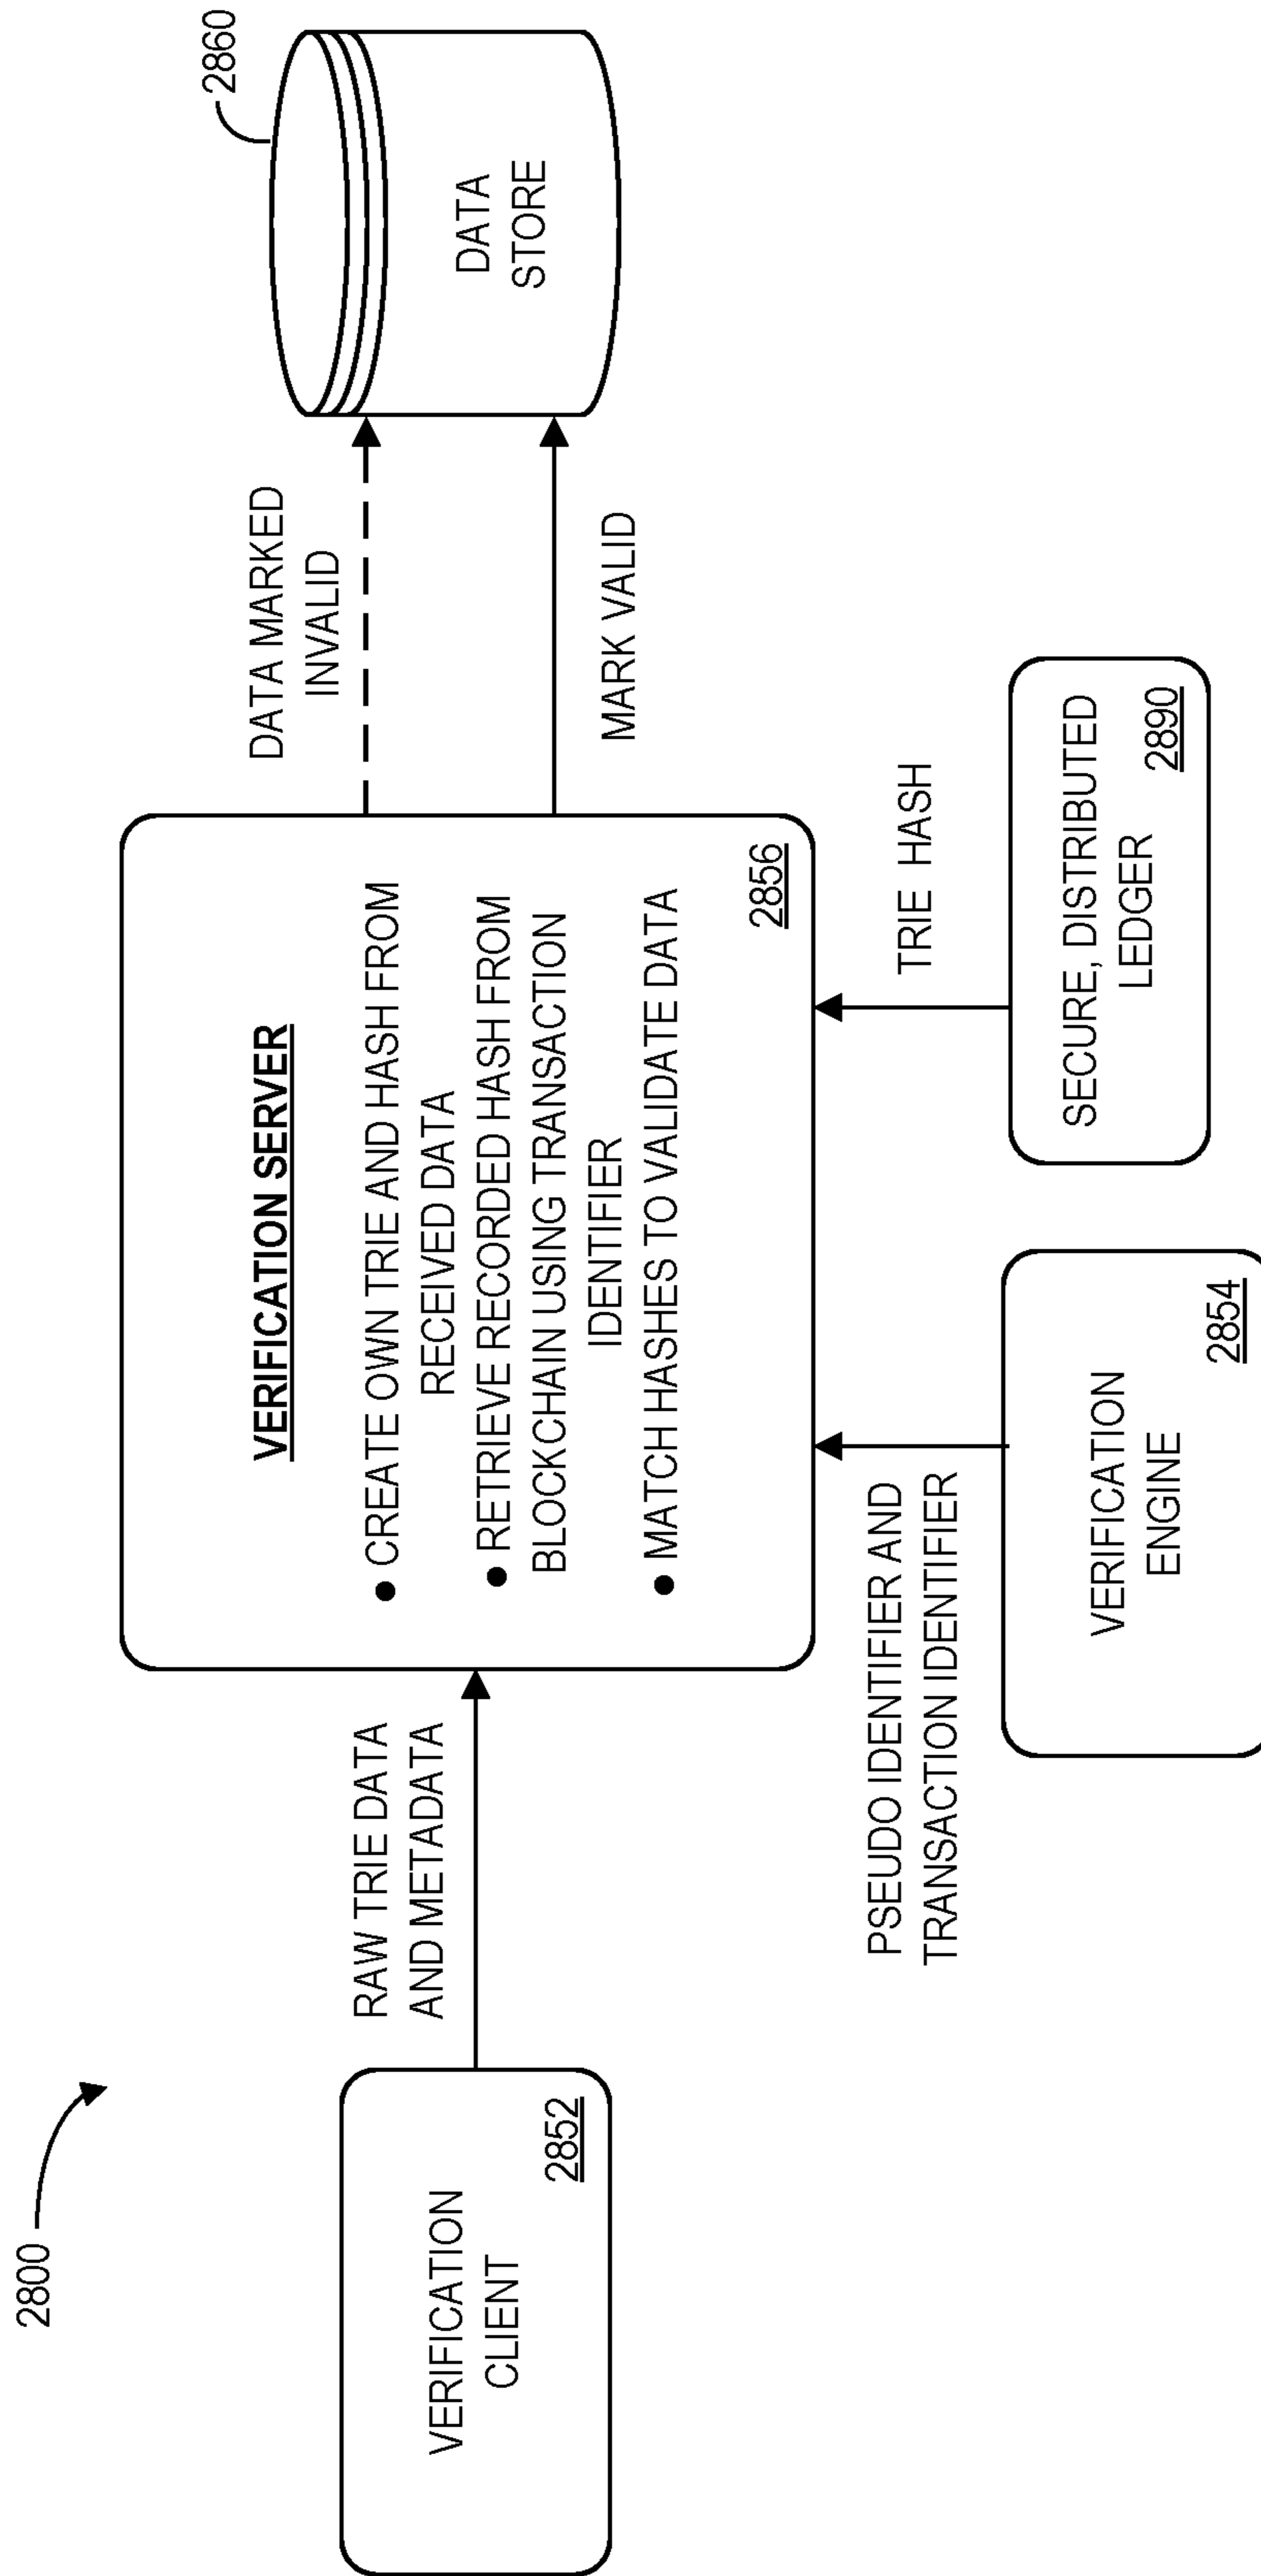 2800
VERIFICATION
CLIENT
2852
RAW TRIE DATA
AND METADATA
VERIFICATION SERVER
• CREATE OWN TRIE AND HASH FROM
RECEIVED DATA
• RETRIEVE RECORDED HASH FROM
BLOCKCHAIN USING TRANSACTION
IDENTIFIER
• MATCH HASHES TO VALIDATE DATA
2856
DATA MARKED
INVALID
MARK VALID
2860
DATA
STORE
PSEUDO IDENTIFIER AND
TRANSACTION IDENTIFIER
VERIFICATION
ENGINE
2854
TRIE HASH
SECURE, DISTRIBUTED
LEDGER
2890